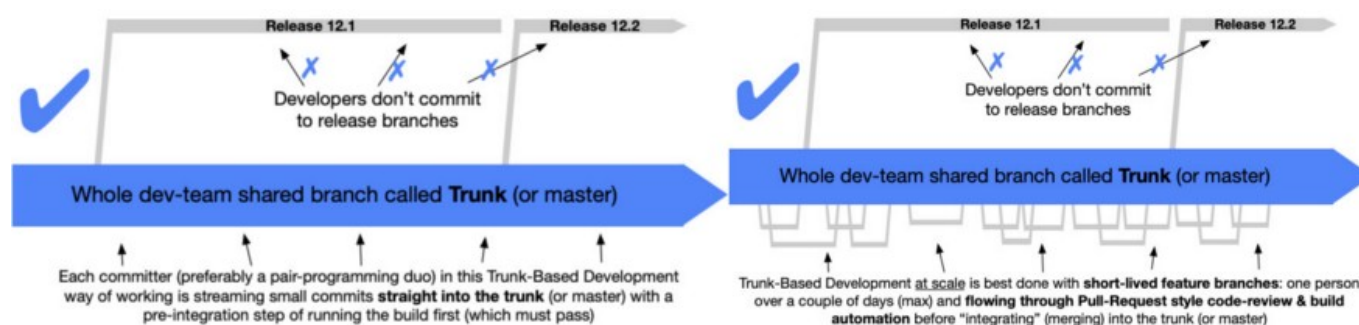 Release 12.1
Release 12.2
Developers don't commit
to release branches
Whole dev-team shared branch called Trunk (or master)
Each committer (preferably a pair-programming duo) in this Trunk-Based Development
way of working is streaming small commits straight into the trunk (or master) with a
pre-integration step of running the build first (which must pass)
Release 12.1
Release 12.2
Developers don't commit
to release branches
Whole dev-team shared branch called Trunk (or master)
Trunk-Based Development at scale is best done with short-lived feature branches: one person
over a couple of days (max) and flowing through Pull-Request style code-review & build
automation before "integrating" (merging) into the trunk (or master)